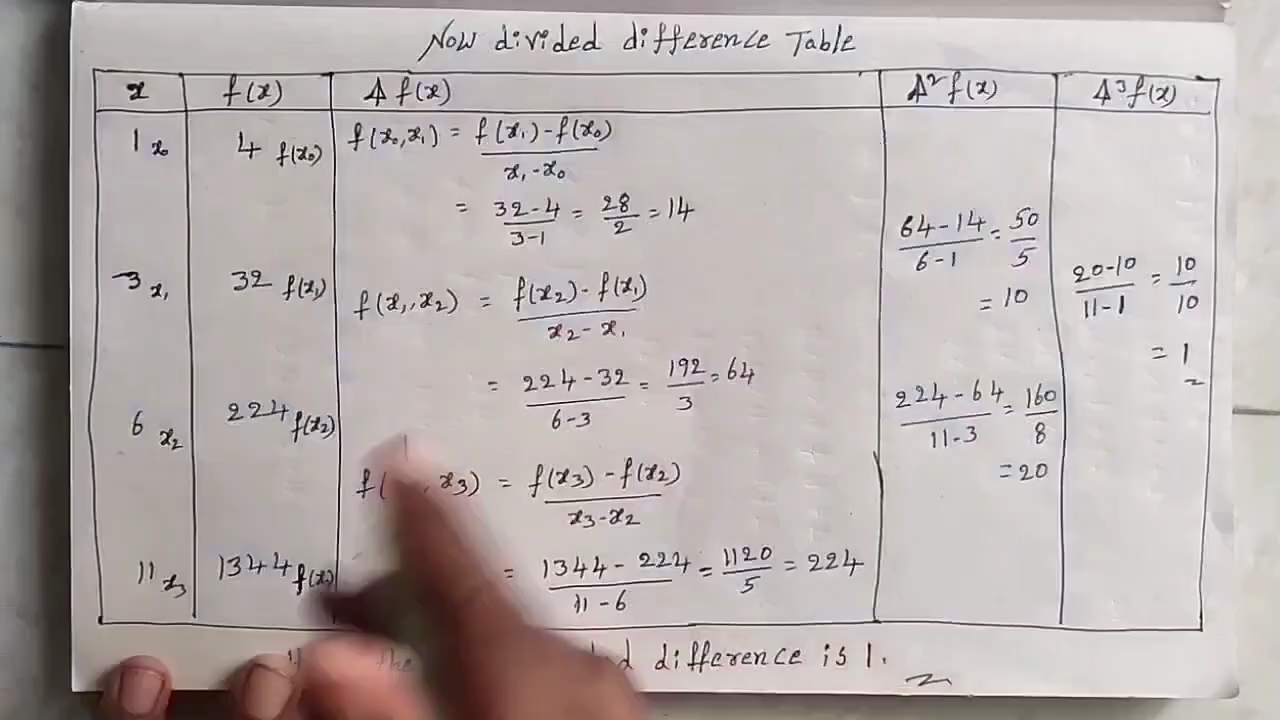 Now divided difference Table
x f(x) Δ f(x) Δ² f(x) Δ³ f(x)
1 x₀ 4 f(x₀) f(x₀,x₁) = f(x₁)-f(x₀) / x₁-x₀
= 32-4 / 3-1 = 28 / 2 = 14
64-14 / 6-1 = 50 / 5
= 10
3 x₁ 32 f(x₁) f(x₁,x₂) = f(x₂)-f(x₁) / x₂-x₁
20-10 / 11-1 = 10 / 10
= 1
= 224-32 / 6-3 = 192 / 3 = 64
6 x₂ 224 f(x₂)
224-64 / 11-3 = 160 / 8
= 20
f( , x₃) = f(x₃) - f(x₂) / x₃-x₂
11 x₃ 1344 = 1344-224 / 11-6 = 1120 / 5 = 224
the difference is 1.